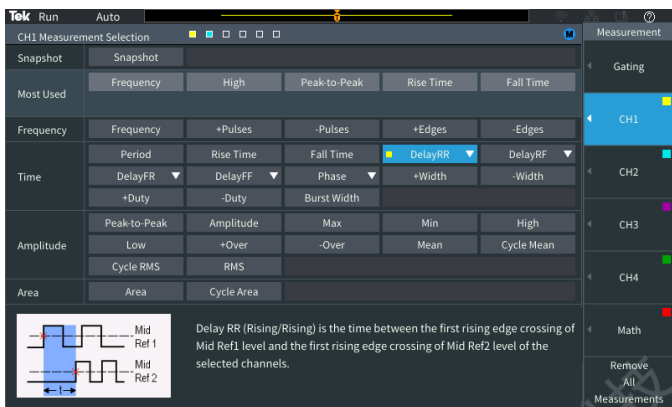 Tek Run Auto
CH1 Measurement Selection M Measurement
Snapshot Snapshot
Gating
Most Used Frequency High Peak-to-Peak Rise Time Fall Time
CH1
Frequency Frequency +Pulses -Pulses +Edges -Edges
Time Period Rise Time Fall Time DelayRR DelayRF
DelayFR DelayFF Phase +Width -Width
CH2
+Duty -Duty Burst Width
Amplitude Peak-to-Peak Amplitude Max Min High
CH3
Low +Over -Over Mean Cycle Mean
Cycle RMS RMS
CH4
Area Area Cycle Area
Mid
Ref 1
Mid
Ref 2
t
Delay RR (Rising/Rising) is the time between the first rising edge crossing of
Mid Ref1 level and the first rising edge crossing of Mid Ref2 level of the
selected channels.
Math
Remove
All
Measurements